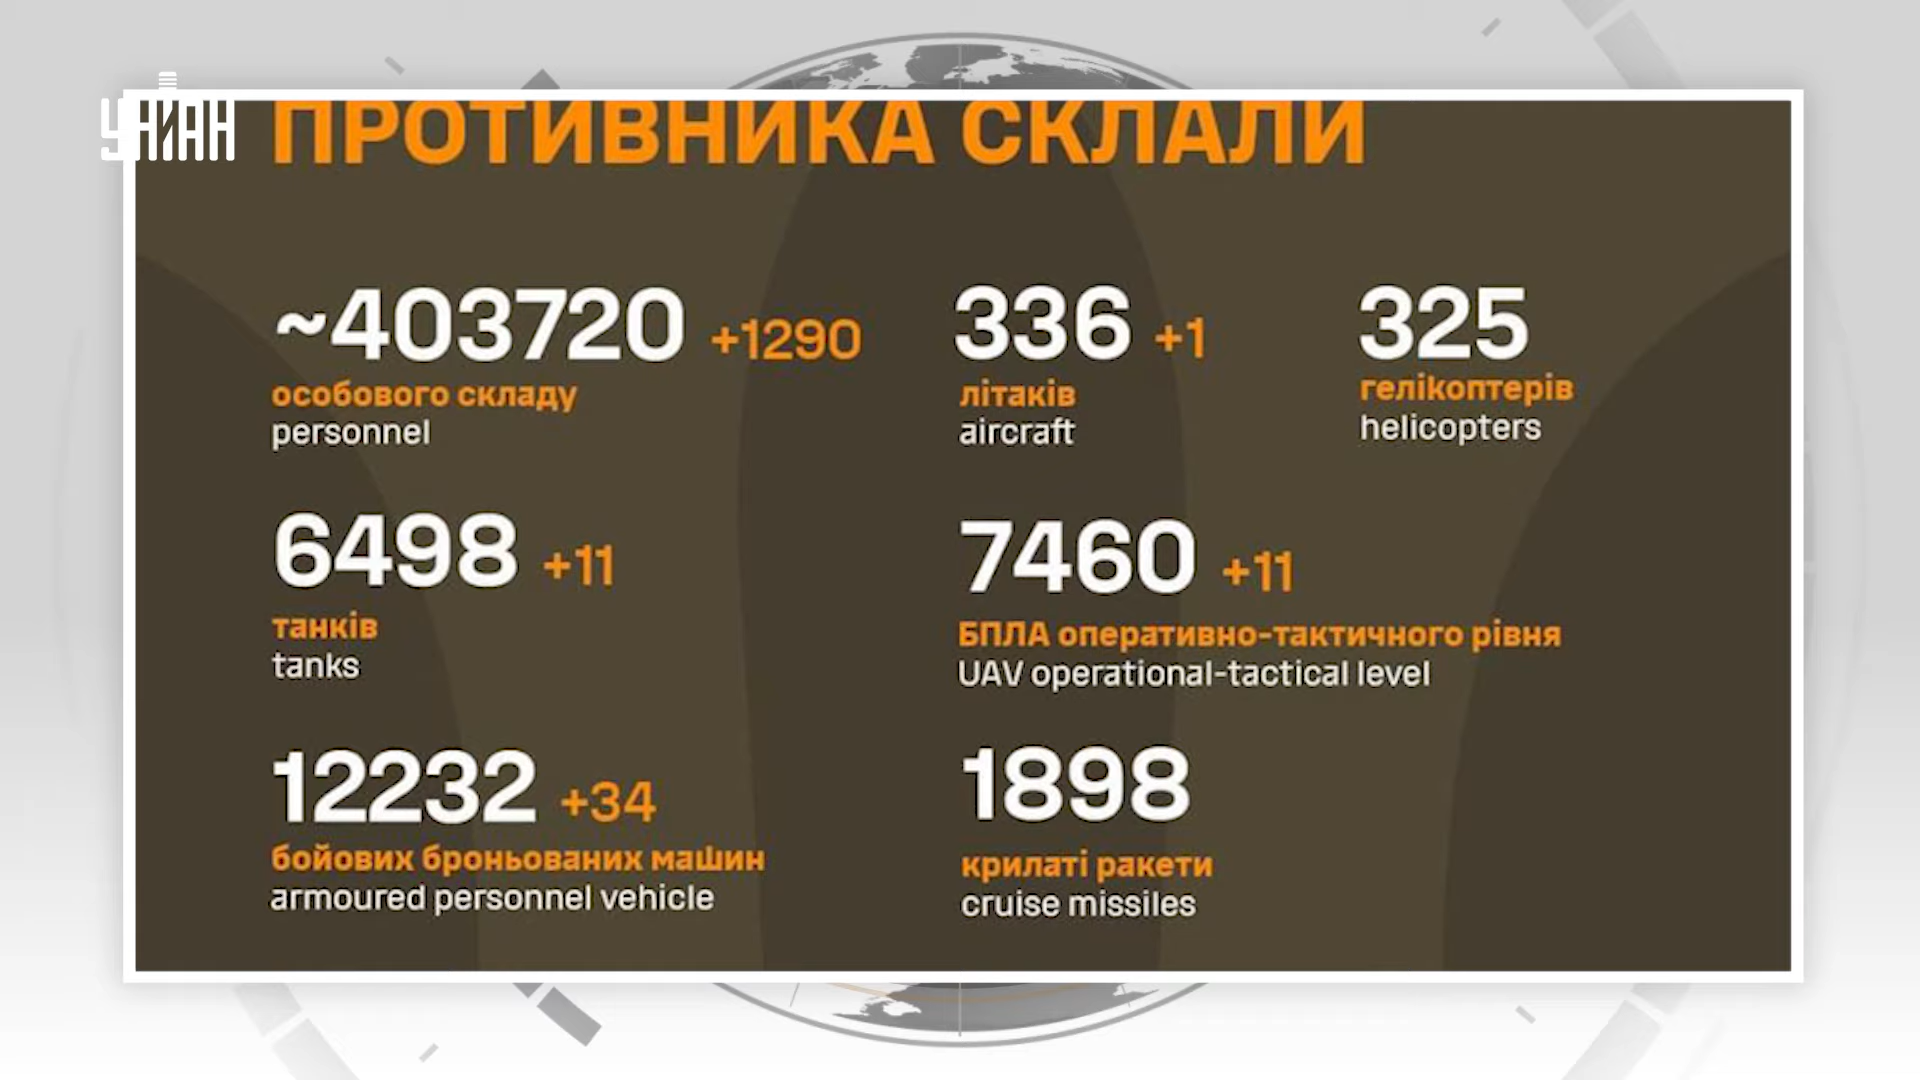 УНІАН
ПРОТИВНИКА СКЛАЛИ
~403720 +1290
особового складу
personnel
336 +1
літаків
aircraft
325
гелікоптерів
helicopters
6498 +11
танків
tanks
7460 +11
БПЛА оперативно-тактичного рівня
UAV operational-tactical level
12232 +34
бойових броньованих машин
armoured personnel vehicle
1898
крилаті ракети
cruise missiles